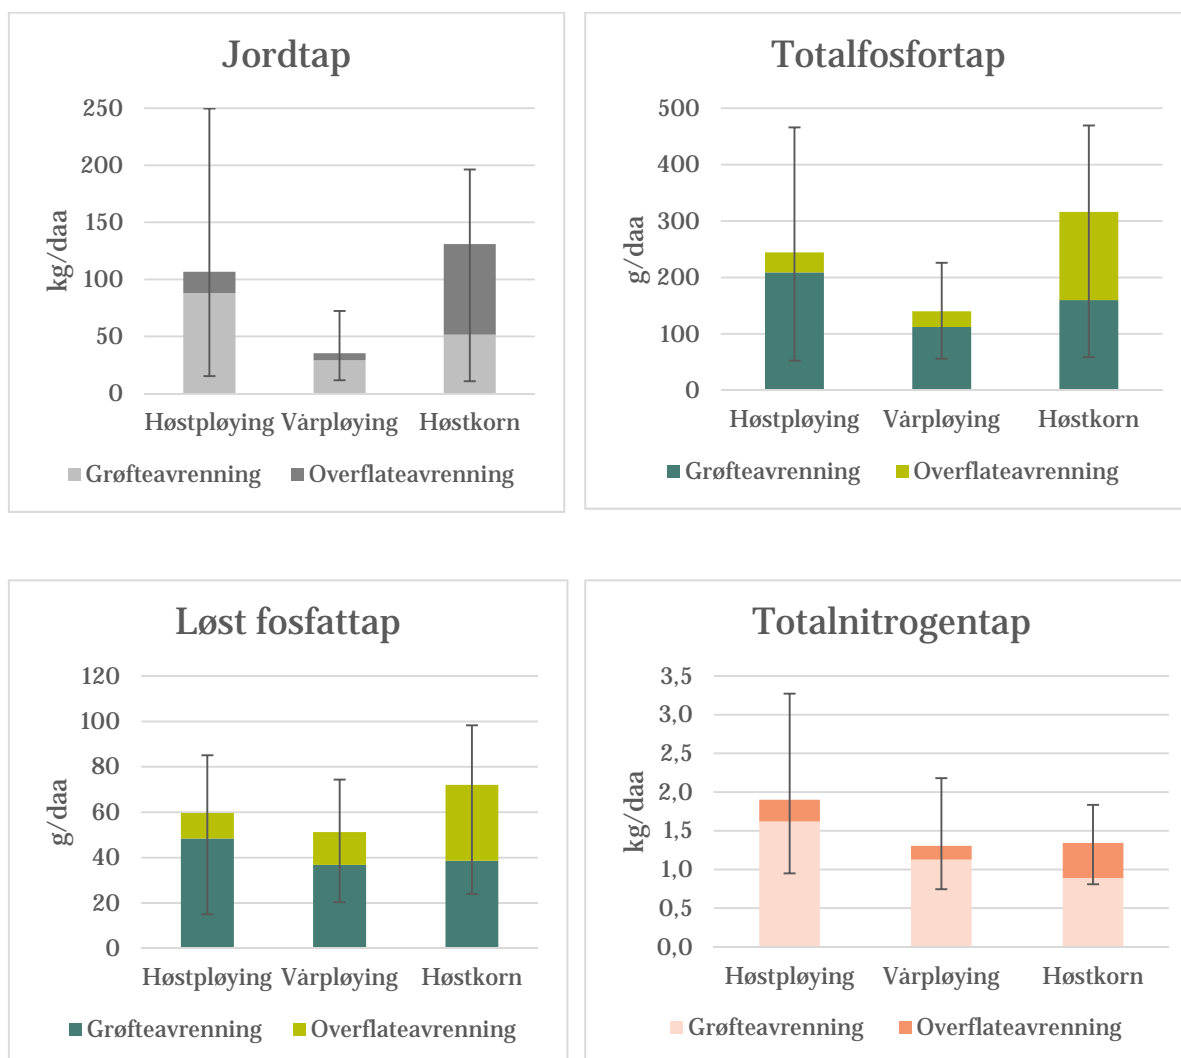 Jordtap
250
200
150
100
50
0
kg/daa
Høstpløying Vårpløying Høstkorn
Grøfteavrenning Overflateavrenning
Totalfosfortap
500
400
300
200
100
0
g/daa
Høstpløying Vårpløying Høstkorn
Grøfteavrenning Overflateavrenning
Løst fosfattap
120
100
80
60
40
20
0
g/daa
Høstpløying Vårpløying Høstkorn
Grøfteavrenning Overflateavrenning
Totalnitrogentap
3,5
3,0
2,5
2,0
1,5
1,0
0,5
0,0
kg/daa
Høstpløying Vårpløying Høstkorn
Grøfteavrenning Overflateavrenning